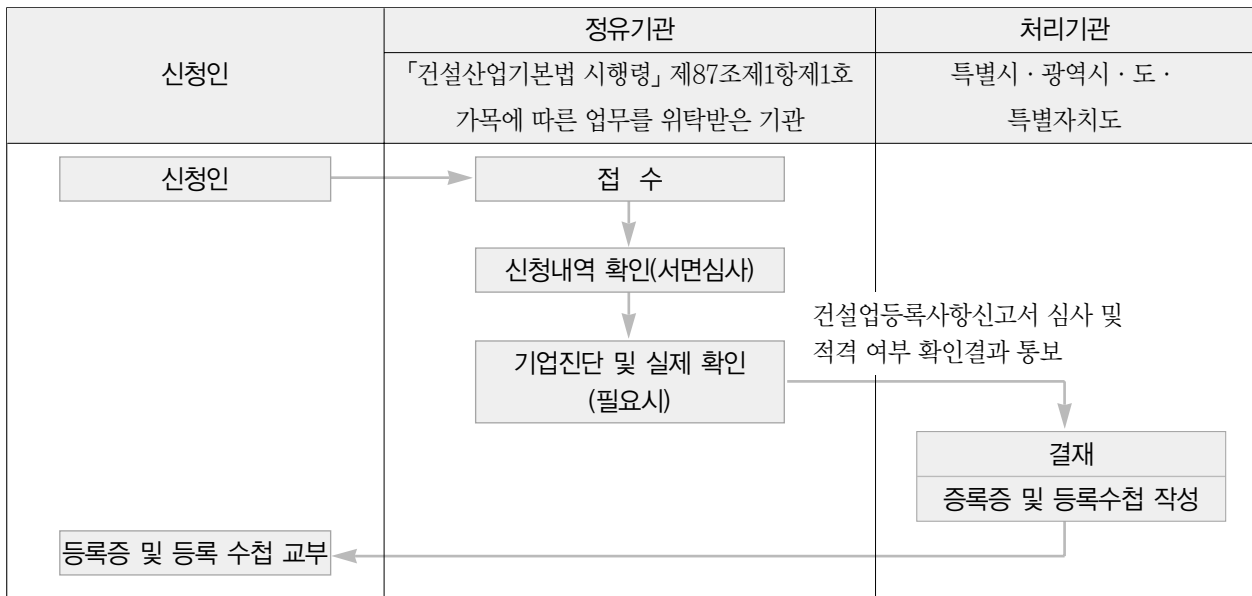 신청인
정유기관
처리기관
「건설산업기본법 시행령」 제87조제1항제1호
가목에 따른 업무를 위탁받은 기관
특별시 · 광역시 · 도 ·
특별자치도
신청인
접 수
신청내역 확인(서면심사)
기업진단 및 실제 확인
(필요시)
건설업등록사항신고서 심사 및
적격 여부 확인결과 통보
결재
증록증 및 등록수첩 작성
등록증 및 등록 수첩 교부